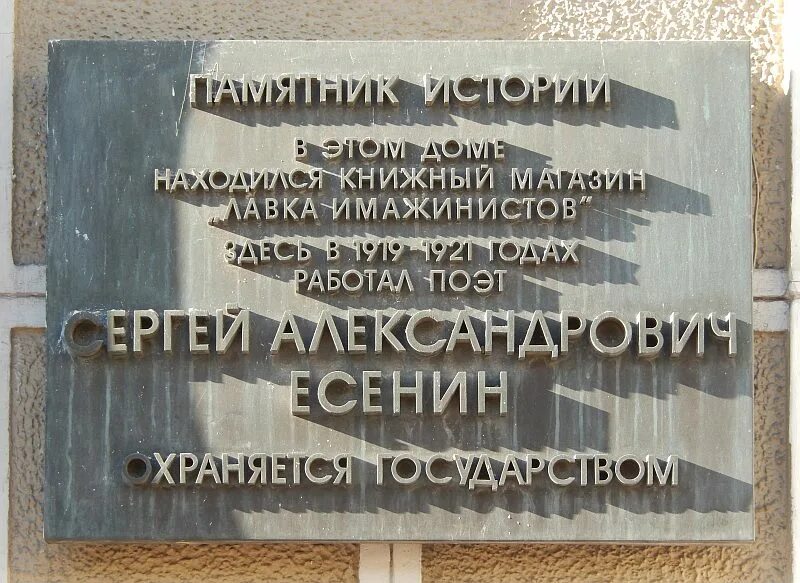 ПАМЯТНИК ИСТОРИИ
В ЭТОМ ДОМЕ
НАХОДИЛСЯ КНИЖНЫЙ МАГАЗИН
„ЛАВКА ИМАЖИНИСТОВ“
ЗДЕСЬ В 1919-1921 ГОДАХ
РАБОТАЛ ПОЭТ
СЕРГЕЙ АЛЕКСАНДРОВИЧ
ЕСЕНИН
ОХРАНЯЕТСЯ ГОСУДАРСТВОМ